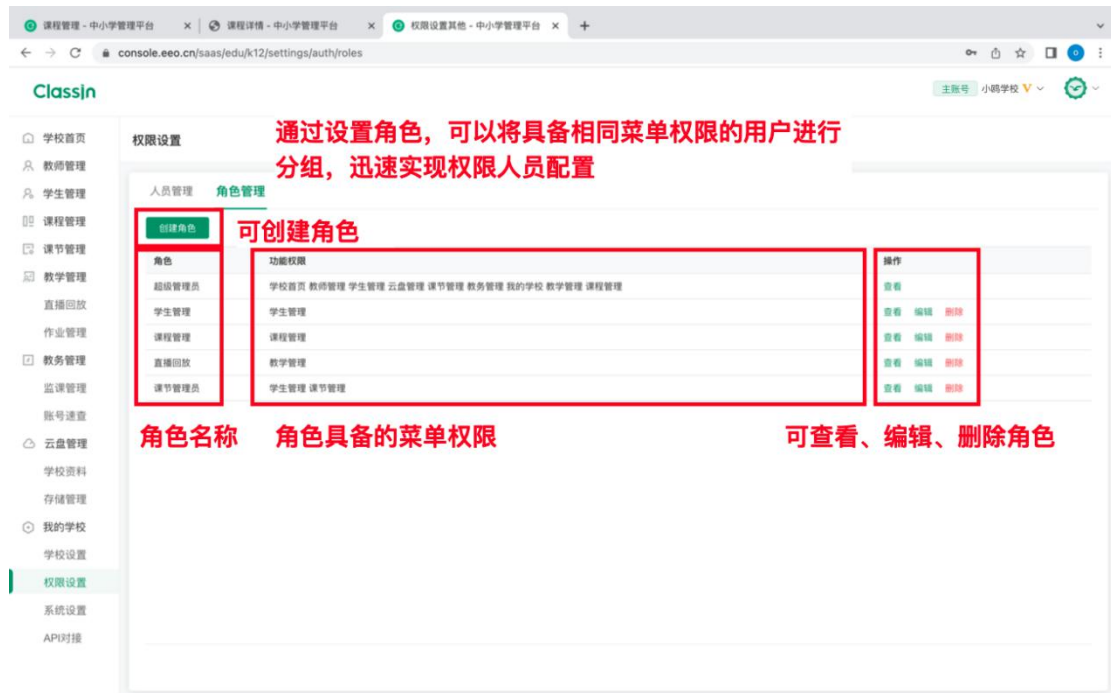 课程管理 - 中小学管理平台
课程详情 - 中小学管理平台
权限设置其他 - 中小学管理平台
console.eeo.cn/saas/edu/k12/settings/auth/roles
ClassIn
主账号 小鸥学校 V
学校首页
教师管理
学生管理
课程管理
课节管理
教学管理
直播回放
作业管理
教务管理
监课管理
账号速查
云盘管理
学校资料
存储管理
我的学校
学校设置
权限设置
系统设置
API对接
权限设置
通过设置角色，可以将具备相同菜单权限的用户进行
分组，迅速实现权限人员配置
人员管理 角色管理
创建角色 可创建角色
角色 功能权限 操作
超级管理员 学校首页 教师管理 学生管理 云盘管理 课节管理 教务管理 我的学校 教学管理 课程管理 查看
学生管理 学生管理 查看 编辑 删除
课程管理 课程管理 查看 编辑 删除
直播回放 教学管理 查看 编辑 删除
课节管理员 学生管理 课节管理 查看 编辑 删除
角色名称 角色具备的菜单权限 可查看、编辑、删除角色